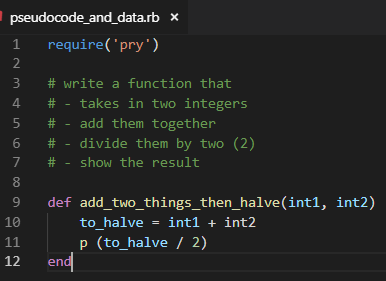 pseudocode_and_data.rb ×
1 require('pry')
2
3 # write a function that
4 # - takes in two integers
5 # - add them together
6 # - divide them by two (2)
7 # - show the result
8
9 def add_two_things_then_halve(int1, int2)
10     to_halve = int1 + int2
11     p (to_halve / 2)
12 end